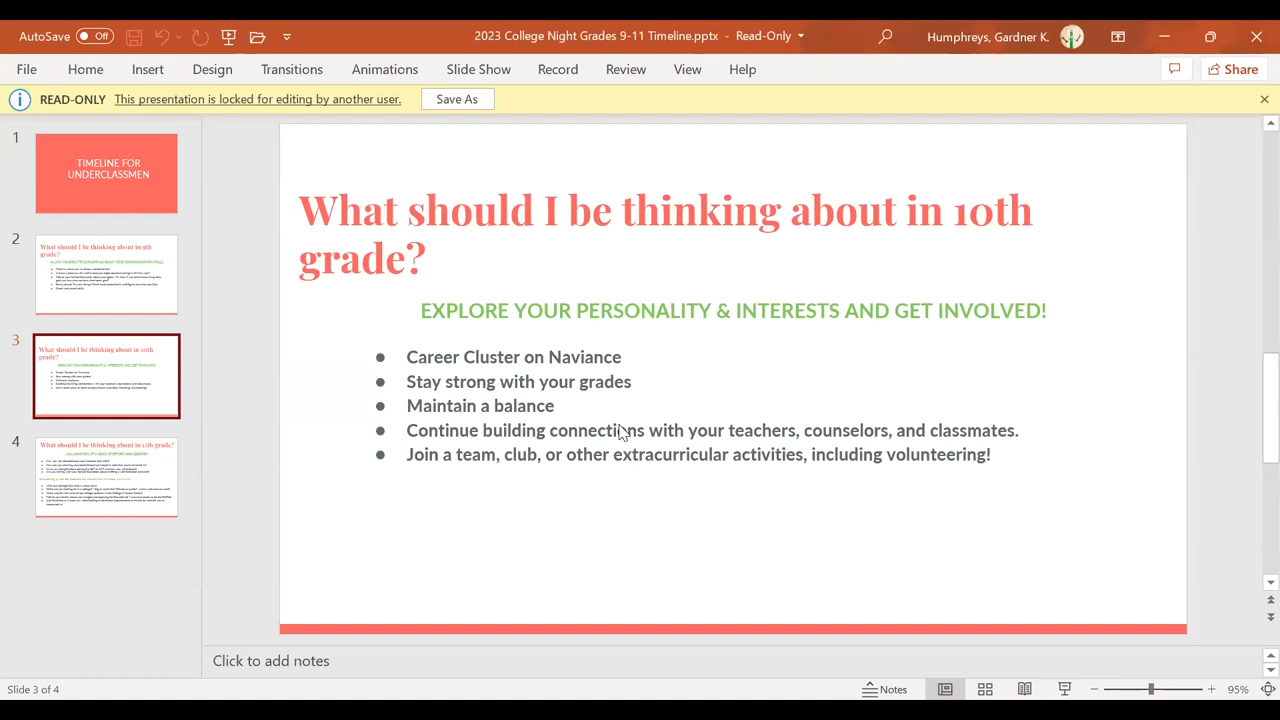 AutoSave Off
2023 College Night Grades 9-11 Timeline.pptx - Read-Only
Humphreys, Gardner K.
File Home Insert Design Transitions Animations Slide Show Record Review View Help
Share
READ-ONLY This presentation is locked for editing by another user.
Save As
1
TIMELINE FOR
UNDERCLASSMEN
2
What should I be thinking about in 9th
grade?
3
What should I be thinking about in 10th
grade?
4
What should I be thinking about in 11th grade?
What should I be thinking about in 10th
grade?
EXPLORE YOUR PERSONALITY & INTERESTS AND GET INVOLVED!
● Career Cluster on Naviance
● Stay strong with your grades
● Maintain a balance
● Continue building connections with your teachers, counselors, and classmates.
● Join a team, club, or other extracurricular activities, including volunteering!
Click to add notes
Slide 3 of 4
Notes
95%